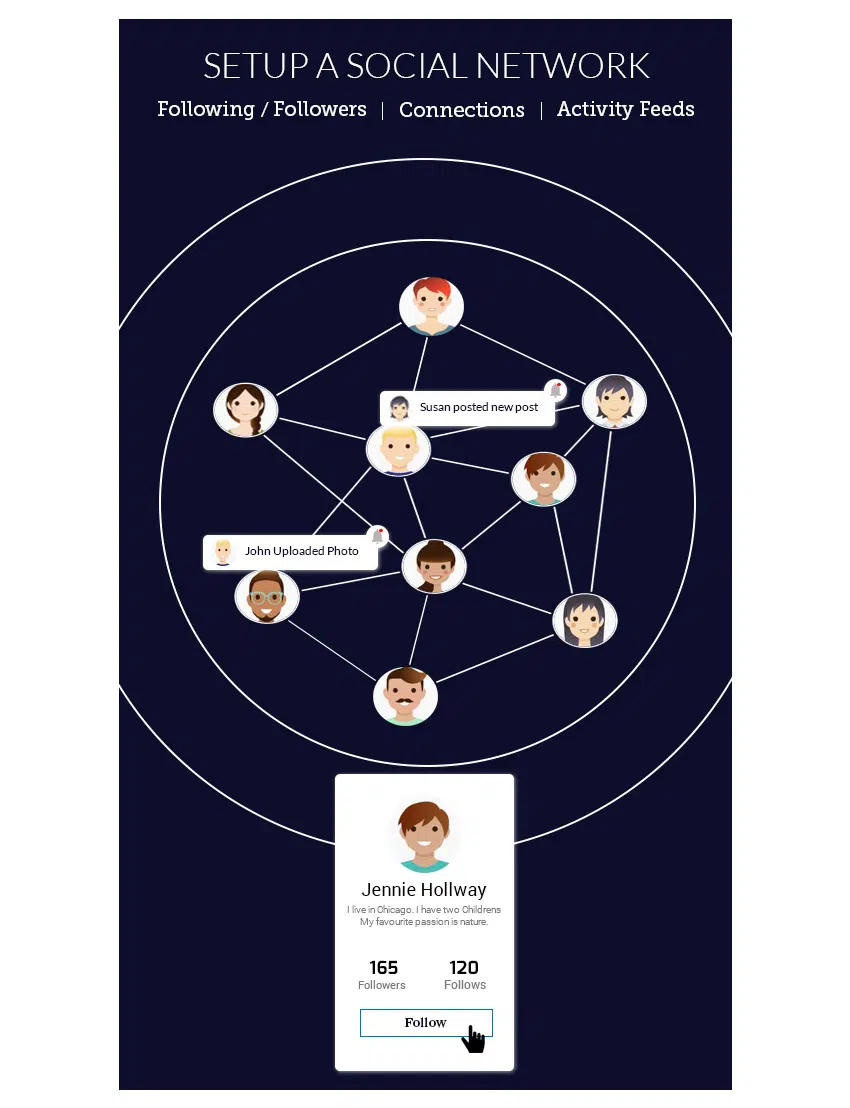 SETUP A SOCIAL NETWORK
Following / Followers | Connections | Activity Feeds
Susan posted new post
John Uploaded Photo
Jennie Hollway
I live in Chicago. I have two Childrens
My favourite passion is nature.
165 120
Followers Follows
Follow